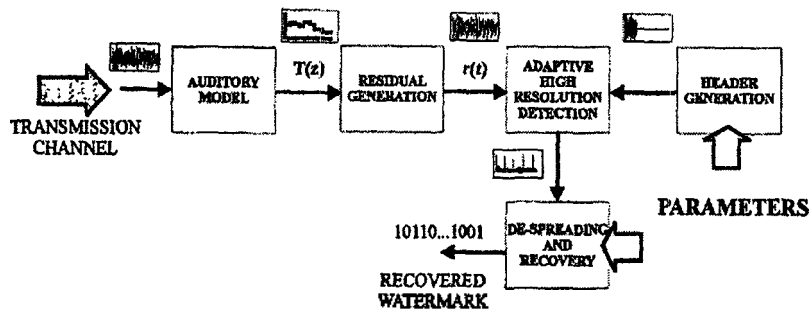 TRANSMISSION
CHANNEL
AUDITORY
MODEL
T(z)
RESIDUAL
GENERATION
r(t)
ADAPTIVE
HIGH
RESOLUTION
DETECTION
HEADER
GENERATION
PARAMETERS
DE-SPREADING
AND
RECOVERY
10110...1001
RECOVERED
WATERMARK